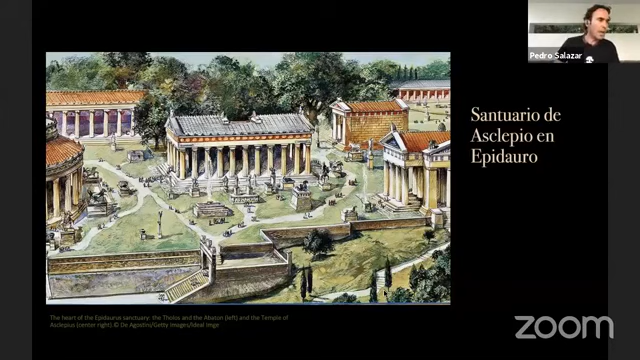 Pedro Salazar
Santuario de
Asclepio en
Epidauro
The heart of the Epidaurus sanctuary: the Tholos and the Abaton (left) and the Temple of
Asclepius (center right).© De Agostini/Getty Images/Ideal Imge
zoom